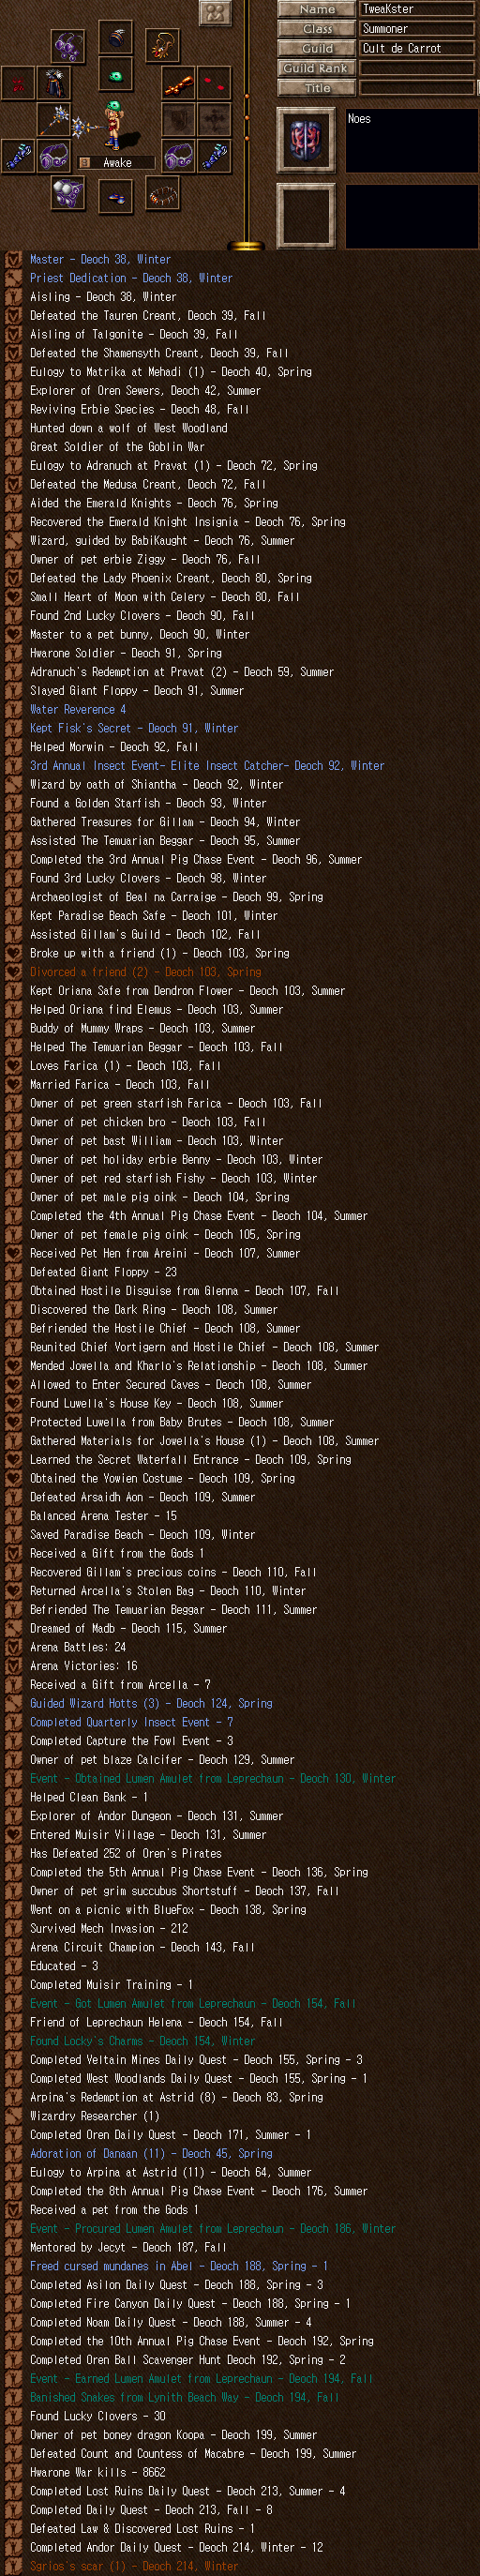 Name
TweaKster
Class
Summoner
Guild
Cult de Carrot
Guild Rank
Title
Noes
Awake
Master - Deoch 38, Winter
Priest Dedication - Deoch 38, Winter
Aisling - Deoch 38, Winter
Defeated the Tauren Creant, Deoch 39, Fall
Aisling of Talgonite - Deoch 39, Fall
Defeated the Shamensyth Creant, Deoch 39, Fall
Eulogy to Matrika at Mehadi (1) - Deoch 40, Spring
Explorer of Oren Sewers, Deoch 42, Summer
Reviving Erbie Species - Deoch 48, Fall
Hunted down a wolf of West Woodland
Great Soldier of the Goblin War
Eulogy to Adranuch at Pravat (1) - Deoch 72, Spring
Defeated the Medusa Creant, Deoch 72, Fall
Aided the Emerald Knights - Deoch 76, Spring
Recovered the Emerald Knight Insignia - Deoch 76, Spring
Wizard, guided by BabiKaught - Deoch 76, Summer
Owner of pet erbie Ziggy - Deoch 76, Fall
Defeated the Lady Phoenix Creant, Deoch 80, Spring
Small Heart of Moon with Celery - Deoch 80, Fall
Found 2nd Lucky Clovers - Deoch 90, Fall
Master to a pet bunny, Deoch 90, Winter
Hwarone Soldier - Deoch 91, Spring
Adranuch's Redemption at Pravat (2) - Deoch 59, Summer
Slayed Giant Floppy - Deoch 91, Summer
Water Reverence 4
Kept Fisk's Secret - Deoch 91, Winter
Helped Morwin - Deoch 92, Fall
3rd Annual Insect Event- Elite Insect Catcher- Deoch 92, Winter
Wizard by oath of Shiantha - Deoch 92, Winter
Found a Golden Starfish - Deoch 93, Winter
Gathered Treasures for Gillam - Deoch 94, Winter
Assisted The Temuarian Beggar - Deoch 95, Summer
Completed the 3rd Annual Pig Chase Event - Deoch 96, Summer
Found 3rd Lucky Clovers - Deoch 98, Winter
Archaeologist of Beal na Carraige - Deoch 99, Spring
Kept Paradise Beach Safe - Deoch 101, Winter
Assisted Gillam's Guild - Deoch 102, Fall
Broke up with a friend (1) - Deoch 103, Spring
Divorced a friend (2) - Deoch 103, Spring
Kept Oriana Safe from Dendron Flower - Deoch 103, Summer
Helped Oriana find Elemus - Deoch 103, Summer
Buddy of Mummy Wraps - Deoch 103, Summer
Helped The Temuarian Beggar - Deoch 103, Fall
Loves Farica (1) - Deoch 103, Fall
Married Farica - Deoch 103, Fall
Owner of pet green starfish Farica - Deoch 103, Fall
Owner of pet chicken bro - Deoch 103, Fall
Owner of pet bast William - Deoch 103, Winter
Owner of pet holiday erbie Benny - Deoch 103, Winter
Owner of pet red starfish Fishy - Deoch 103, Winter
Owner of pet male pig oink - Deoch 104, Spring
Completed the 4th Annual Pig Chase Event - Deoch 104, Summer
Owner of pet female pig oink - Deoch 105, Spring
Received Pet Hen from Areini - Deoch 107, Summer
Defeated Giant Floppy - 23
Obtained Hostile Disguise from Glenna - Deoch 107, Fall
Discovered the Dark Ring - Deoch 108, Summer
Befriended the Hostile Chief - Deoch 108, Summer
Reunited Chief Vortigern and Hostile Chief - Deoch 108, Summer
Mended Jowella and Kharlo's Relationship - Deoch 108, Summer
Allowed to Enter Secured Caves - Deoch 108, Summer
Found Luwella's House Key - Deoch 108, Summer
Protected Luwella from Baby Brutes - Deoch 108, Summer
Gathered Materials for Jowella's House (1) - Deoch 108, Summer
Learned the Secret Waterfall Entrance - Deoch 109, Spring
Obtained the Yowien Costume - Deoch 109, Spring
Defeated Arsaidh Aon - Deoch 109, Summer
Balanced Arena Tester - 15
Saved Paradise Beach - Deoch 109, Winter
Received a Gift from the Gods 1
Recovered Gillam's precious coins - Deoch 110, Fall
Returned Arcella's Stolen Bag - Deoch 110, Winter
Befriended The Temuarian Beggar - Deoch 111, Summer
Dreamed of Madb - Deoch 115, Summer
Arena Battles: 24
Arena Victories: 16
Received a Gift from Arcella - 7
Guided Wizard Hotts (3) - Deoch 124, Spring
Completed Quarterly Insect Event - 7
Completed Capture the Fowl Event - 3
Owner of pet blaze Calcifer - Deoch 129, Summer
Event - Obtained Lumen Amulet from Leprechaun - Deoch 130, Winter
Helped Clean Bank - 1
Explorer of Andor Dungeon - Deoch 131, Summer
Entered Muisir Village - Deoch 131, Summer
Has Defeated 252 of Oren's Pirates
Completed the 5th Annual Pig Chase Event - Deoch 136, Spring
Owner of pet grim succubus Shortstuff - Deoch 137, Fall
Went on a picnic with BlueFox - Deoch 138, Spring
Survived Mech Invasion - 212
Arena Circuit Champion - Deoch 143, Fall
Educated - 3
Completed Muisir Training - 1
Event - Got Lumen Amulet from Leprechaun - Deoch 154, Fall
Friend of Leprechaun Helena - Deoch 154, Fall
Found Locky's Charms - Deoch 154, Winter
Completed Veltain Mines Daily Quest - Deoch 155, Spring - 3
Completed West Woodlands Daily Quest - Deoch 155, Spring - 1
Arpina's Redemption at Astrid (8) - Deoch 83, Spring
Wizardry Researcher (1)
Completed Oren Daily Quest - Deoch 171, Summer - 1
Adoration of Danaan (11) - Deoch 45, Spring
Eulogy to Arpina at Astrid (11) - Deoch 64, Summer
Completed the 8th Annual Pig Chase Event - Deoch 176, Summer
Received a pet from the Gods 1
Event - Procured Lumen Amulet from Leprechaun - Deoch 186, Winter
Mentored by Jecyt - Deoch 187, Fall
Freed cursed mundanes in Abel - Deoch 188, Spring - 1
Completed Asilon Daily Quest - Deoch 188, Spring - 3
Completed Fire Canyon Daily Quest - Deoch 188, Spring - 1
Completed Noam Daily Quest - Deoch 188, Summer - 4
Completed the 10th Annual Pig Chase Event - Deoch 192, Spring
Completed Oren Ball Scavenger Hunt Deoch 192, Spring - 2
Event - Earned Lumen Amulet from Leprechaun - Deoch 194, Fall
Banished Snakes from Lynith Beach Way - Deoch 194, Fall
Found Lucky Clovers - 30
Owner of pet boney dragon Koopa - Deoch 199, Summer
Defeated Count and Countess of Macabre - Deoch 199, Summer
Hwarone War kills - 8662
Completed Lost Ruins Daily Quest - Deoch 213, Summer - 4
Completed Daily Quest - Deoch 213, Fall - 8
Defeated Law & Discovered Lost Ruins - 1
Completed Andor Daily Quest - Deoch 214, Winter - 12
Sgrios's scar (1) - Deoch 214, Winter